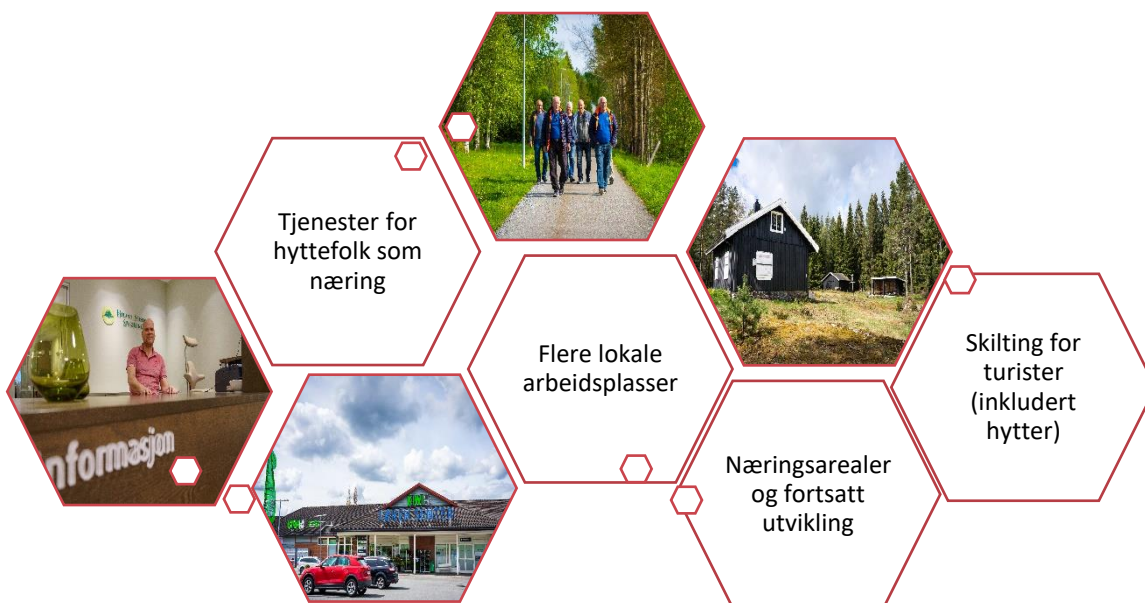 Tjenester for
hyttefolk som
næring
Flere lokale
arbeidsplasser
Skilting for
turister
(inkludert
hytter)
Næringsarealer
og fortsatt
utvikling
nformasjon